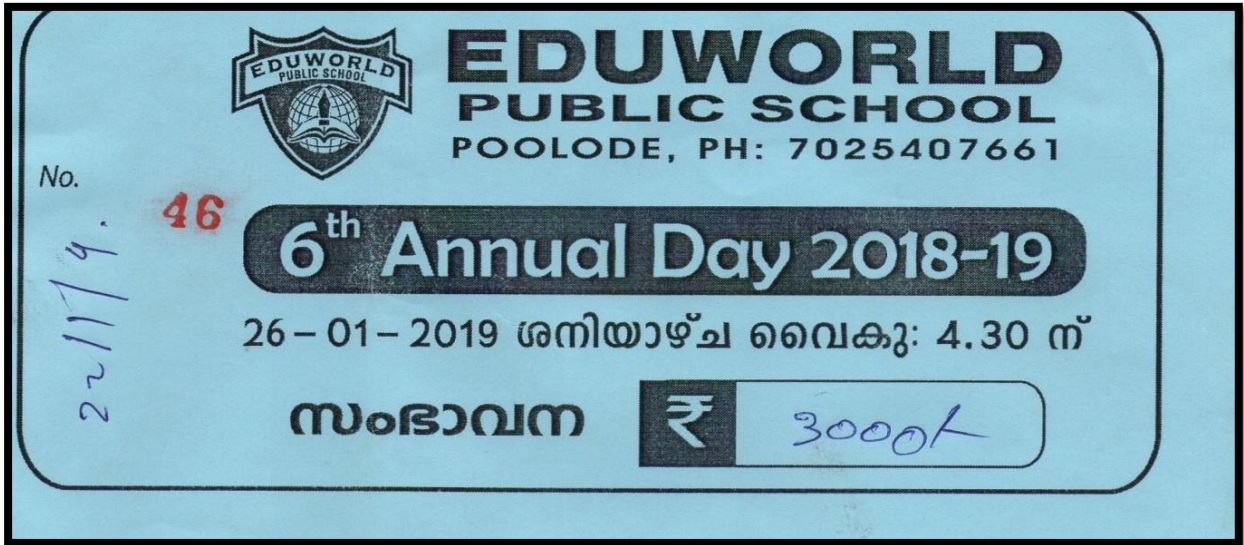 EDUWORLD
PUBLIC SCHOOL
EDUWORLD
PUBLIC SCHOOL
POOLODE, PH: 7025407661
No.
46
22/1/19.
6th Annual Day 2018-19
26-01-2019 ശനിയാഴ്ച വൈകു: 4.30 ന്
സംഭാവന ₹ 3000/-